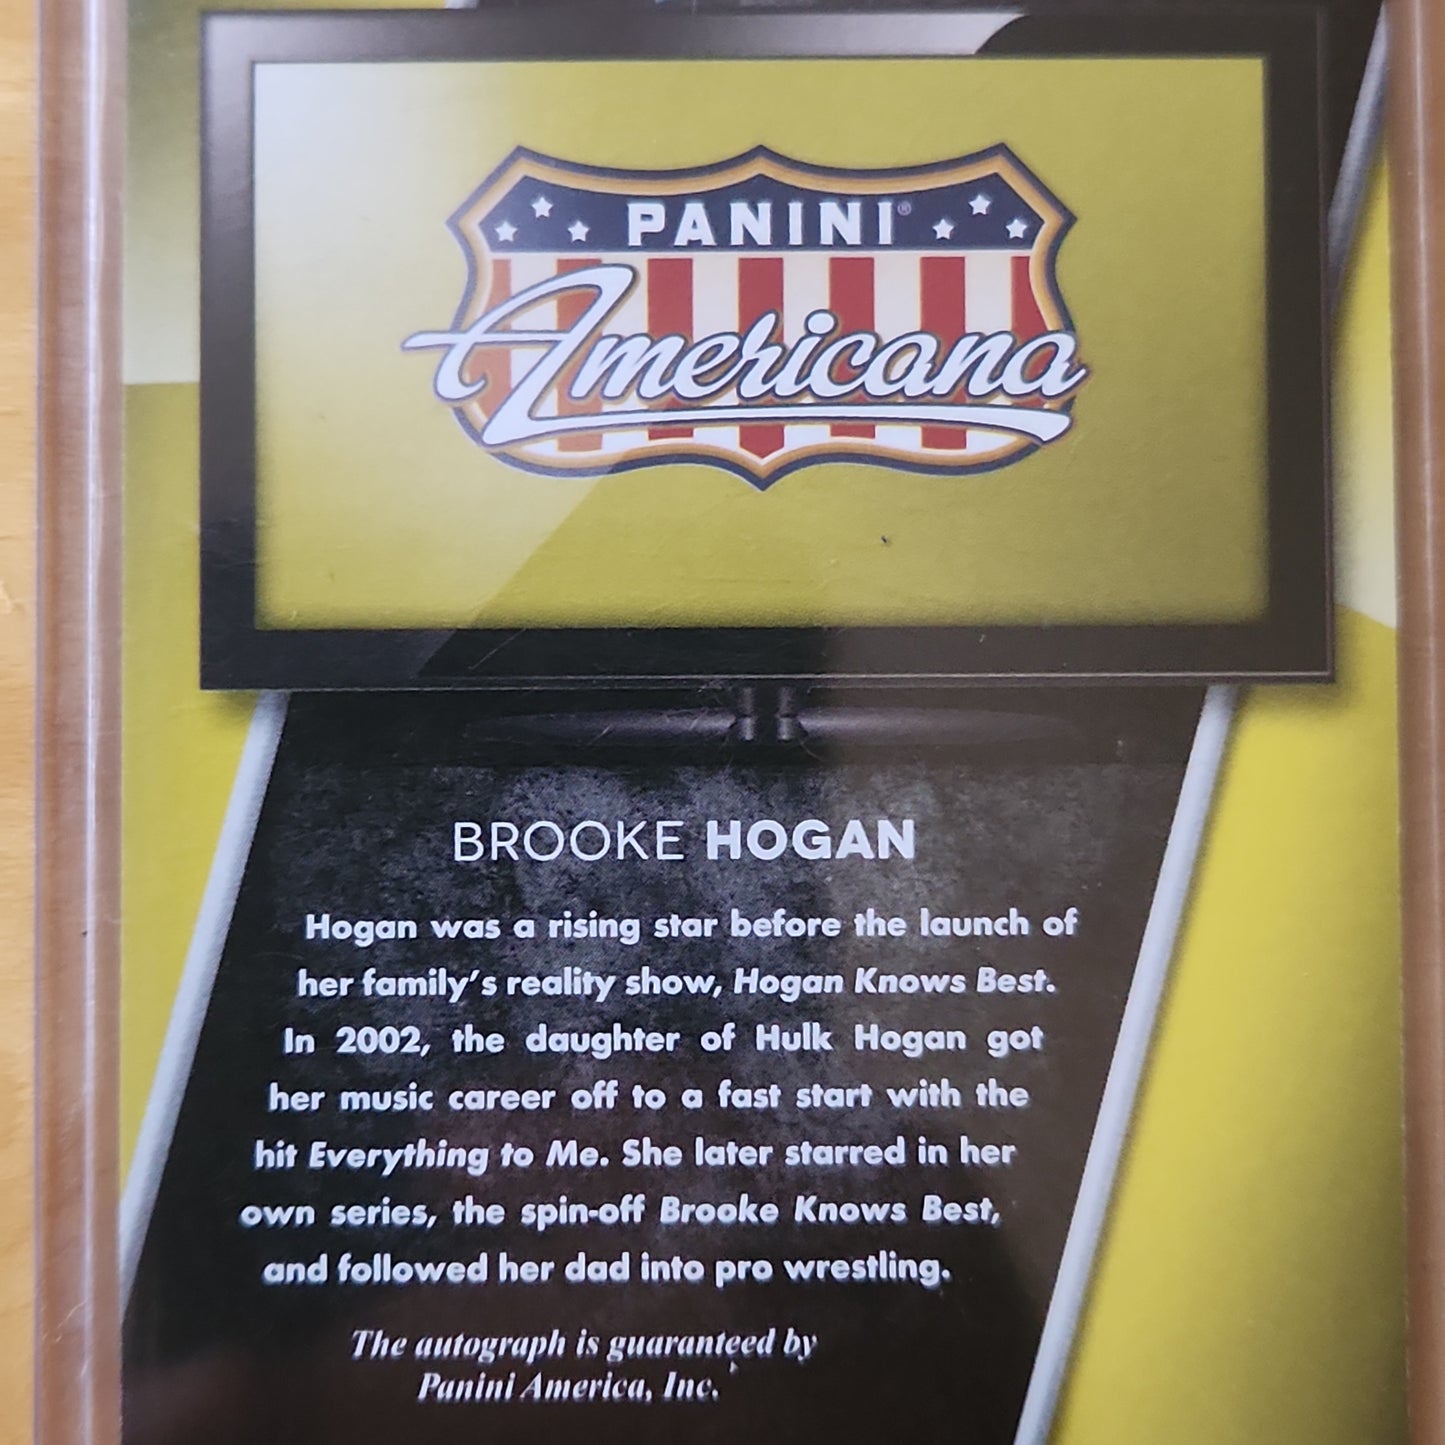 PANINI®
Americana
BROOKE HOGAN
Hogan was a rising star before the launch of
her family's reality show, Hogan Knows Best.
In 2002, the daughter of Hulk Hogan got
her music career off to a fast start with the
hit Everything to Me. She later starred in her
own series, the spin-off Brooke Knows Best,
and followed her dad into pro wrestling.
The autograph is guaranteed by
Panini America, Inc.